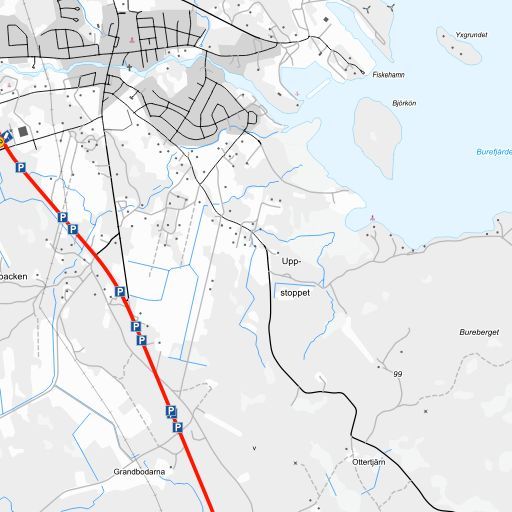 Yxgrundet
Fiskehamn
Björkön
Burefjärde
P
P
P
Upp-
backen
P
stoppet
P
P
Bureberget
99
P
P
Ottertjärn
Grandbodarna